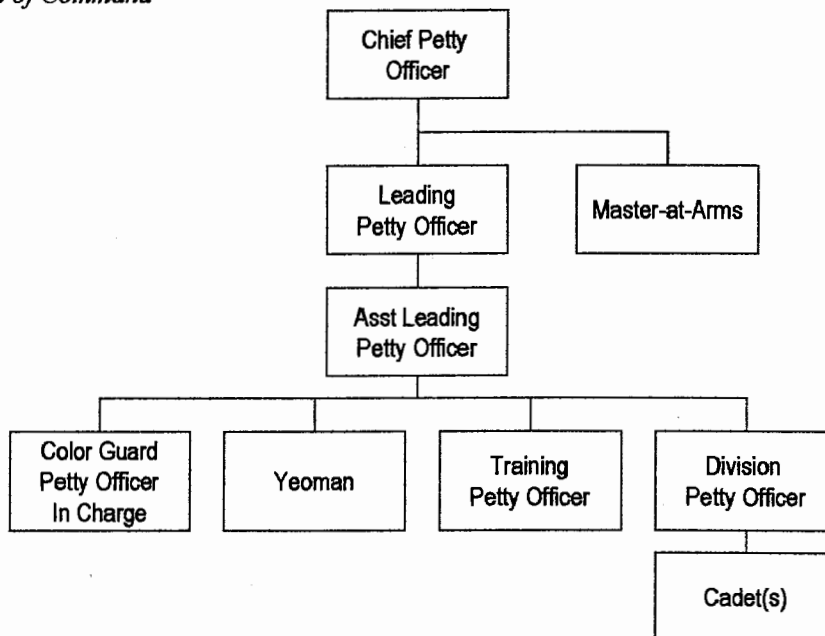 of Command
Chief Petty
Officer
Leading
Petty Officer
Master-at-Arms
Asst Leading
Petty Officer
Color Guard
Petty Officer
In Charge
Yeoman
Training
Petty Officer
Division
Petty Officer
Cadet(s)